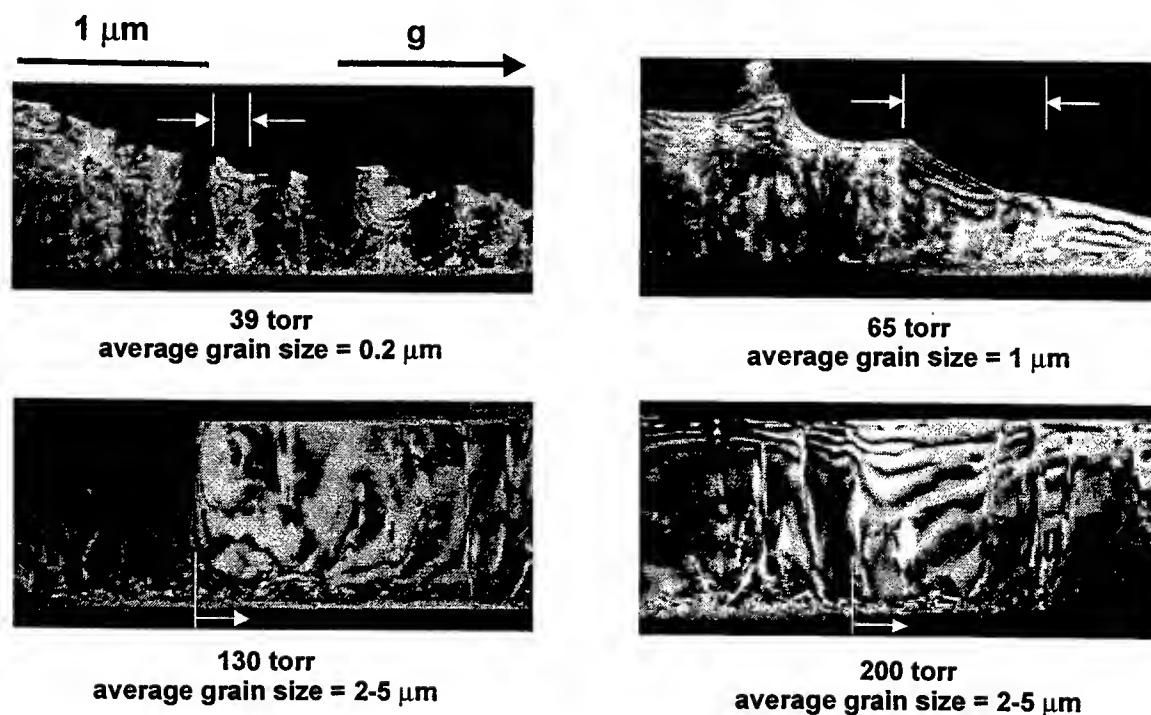 1 μm
g
39 torr
average grain size = 0.2 μm
65 torr
average grain size = 1 μm
130 torr
average grain size = 2-5 μm
200 torr
average grain size = 2-5 μm